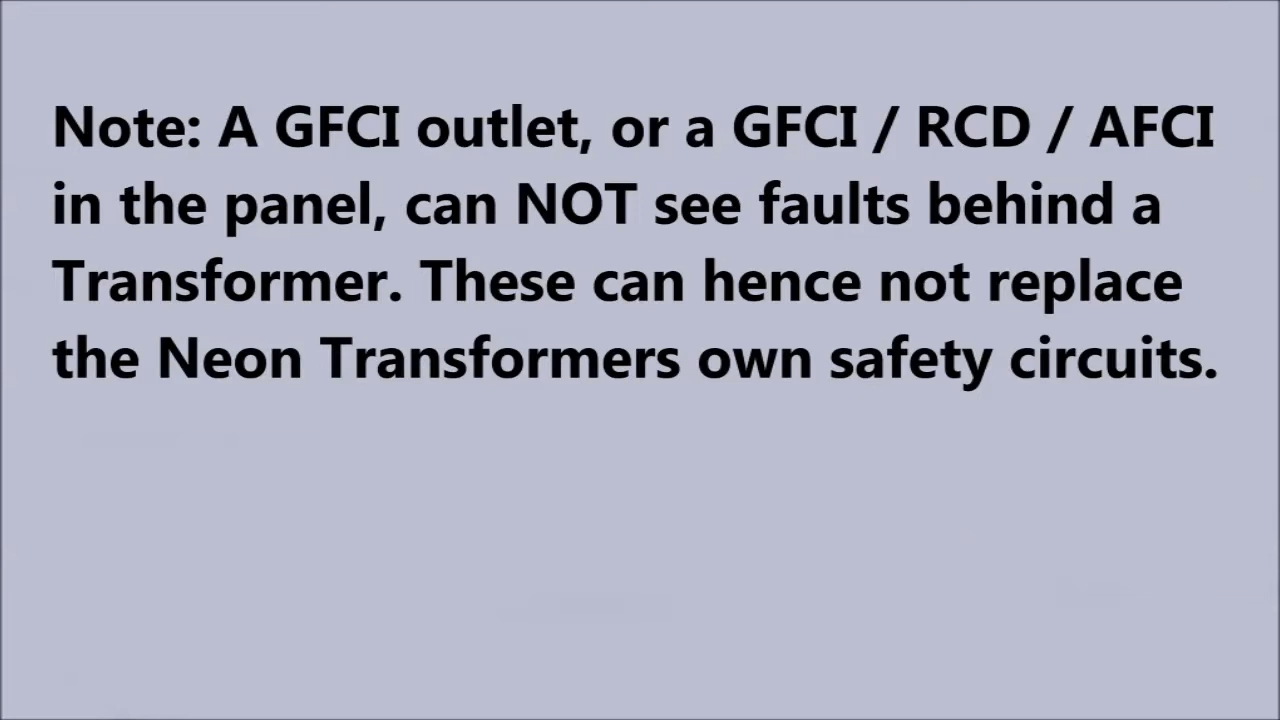 Note: A GFCI outlet, or a GFCI / RCD / AFCI
in the panel, can NOT see faults behind a
Transformer. These can hence not replace
the Neon Transformers own safety circuits.